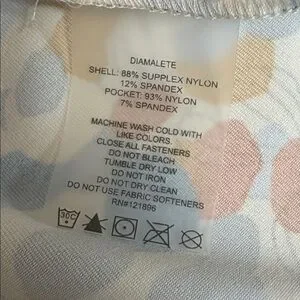 DIAMALETE
SHELL: 88% SUPLEX NYLON
12% SPANDEX
POCKET: 93% NYLON
7% SPANDEX
MACHINE WASH COLD WITH
LIKE COLORS.
CLOSE ALL FASTENERS
DO NOT BLEACH
TUMBLE DRY LOW
DO NOT IRON
DO NOT DRY CLEAN
DO NOT USE FABRIC SOFTENERS
RN#121896
30C